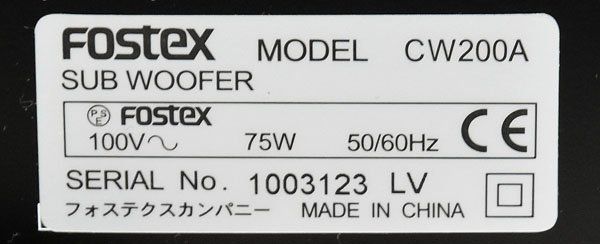 FOSTEX MODEL CW200A
SUB WOOFER
PSE FOSTEX
100V～ 75W 50/60Hz CE
SERIAL No. 1003123 LV
フォステクスカンパニー MADE IN CHINA